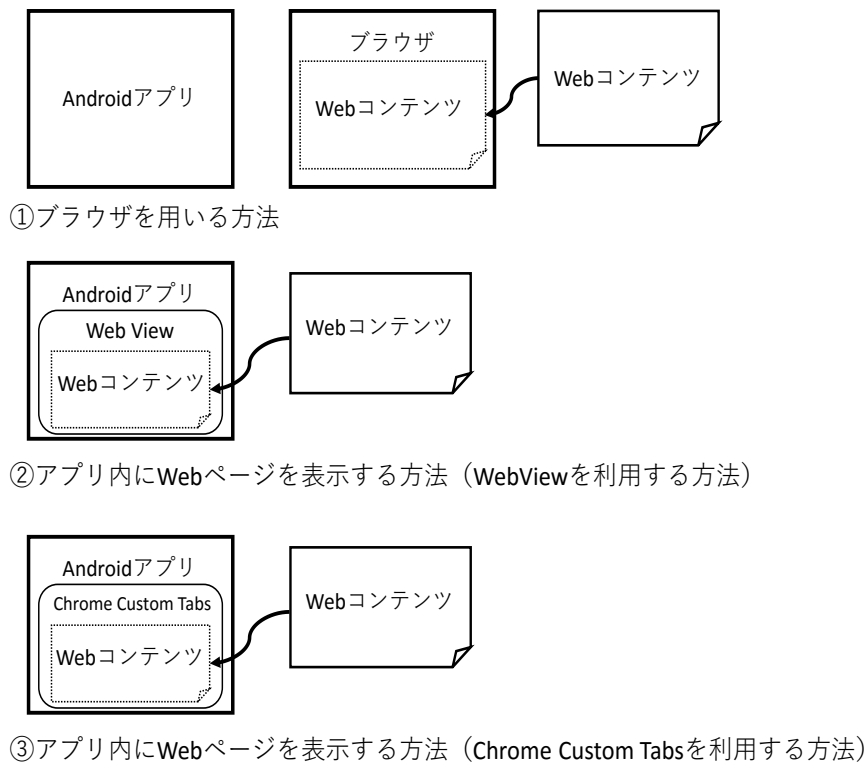 Androidアプリ
ブラウザ
Webコンテンツ
Webコンテンツ
①ブラウザを用いる方法
Androidアプリ
Web View
Webコンテンツ
Webコンテンツ
②アプリ内にWebページを表示する方法（WebViewを利用する方法）
Androidアプリ
Chrome Custom Tabs
Webコンテンツ
Webコンテンツ
③アプリ内にWebページを表示する方法（Chrome Custom Tabsを利用する方法）